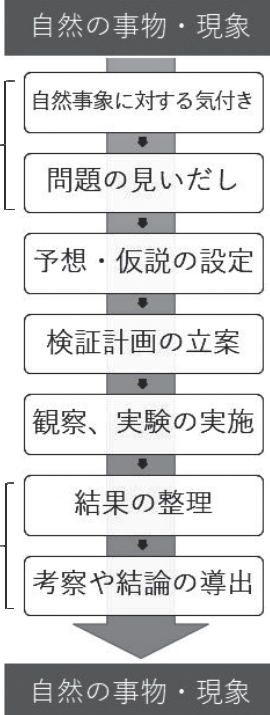 自然の事物・現象
自然事象に対する気付き
問題の見いだし
予想・仮説の設定
検証計画の立案
観察、実験の実施
結果の整理
考察や結論の導出
自然の事物・現象